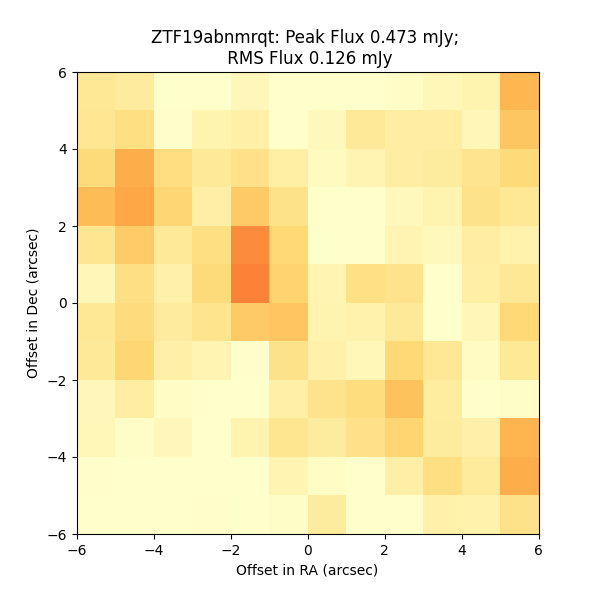 ZTF19abnmrqt: Peak Flux 0.473 mJy;
RMS Flux 0.126 mJy
6
4
2
0
−2
−4
−6
Offset in Dec (arcsec)
−6 −4 −2 0 2 4 6
Offset in RA (arcsec)